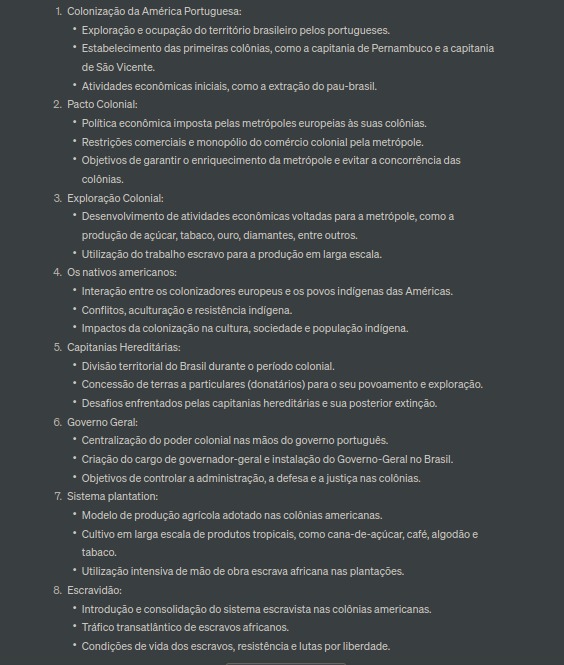 1. Colonização da América Portuguesa:
• Exploração e ocupação do território brasileiro pelos portugueses.
• Estabelecimento das primeiras colônias, como a capitania de Pernambuco e a capitania
de São Vicente.
• Atividades econômicas iniciais, como a extração do pau-brasil.
2. Pacto Colonial:
• Política econômica imposta pelas metrópoles europeias às suas colônias.
• Restrições comerciais e monopólio do comércio colonial pela metrópole.
• Objetivos de garantir o enriquecimento da metrópole e evitar a concorrência das
colônias.
3. Exploração Colonial:
• Desenvolvimento de atividades econômicas voltadas para a metrópole, como a
produção de açúcar, tabaco, ouro, diamantes, entre outros.
• Utilização do trabalho escravo para a produção em larga escala.
4. Os nativos americanos:
• Interação entre os colonizadores europeus e os povos indígenas das Américas.
• Conflitos, aculturação e resistência indígena.
• Impactos da colonização na cultura, sociedade e população indígena.
5. Capitanias Hereditárias:
• Divisão territorial do Brasil durante o período colonial.
• Concessão de terras a particulares (donatários) para o seu povoamento e exploração.
• Desafios enfrentados pelas capitanias hereditárias e sua posterior extinção.
6. Governo Geral:
• Centralização do poder colonial nas mãos do governo português.
• Criação do cargo de governador-geral e instalação do Governo-Geral no Brasil.
• Objetivos de controlar a administração, a defesa e a justiça nas colônias.
7. Sistema plantation:
• Modelo de produção agrícola adotado nas colônias americanas.
• Cultivo em larga escala de produtos tropicais, como cana-de-açúcar, café, algodão e
tabaco.
• Utilização intensiva de mão de obra escrava africana nas plantações.
8. Escravidão:
• Introdução e consolidação do sistema escravista nas colônias americanas.
• Tráfico transatlântico de escravos africanos.
• Condições de vida dos escravos, resistência e lutas por liberdade.